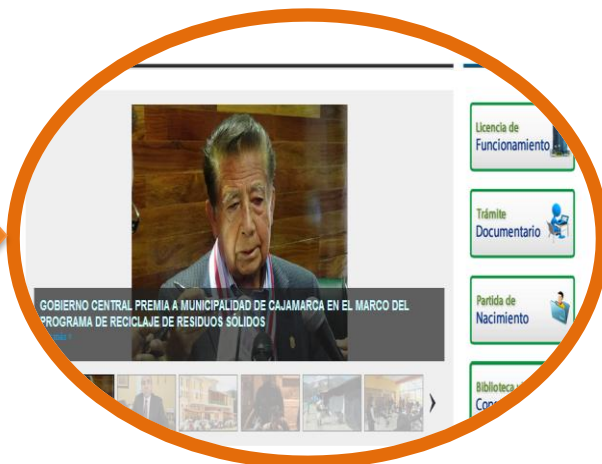 GOBIERNO CENTRAL PREMIA A MUNICIPALIDAD DE CAJAMARCA EN EL MARCO DEL
PROGRAMA DE RECICLAJE DE RESIDUOS SÓLIDOS
Licencia de
Funcionamiento
Trámite
Documentario
Partida de
Nacimiento
Biblioteca